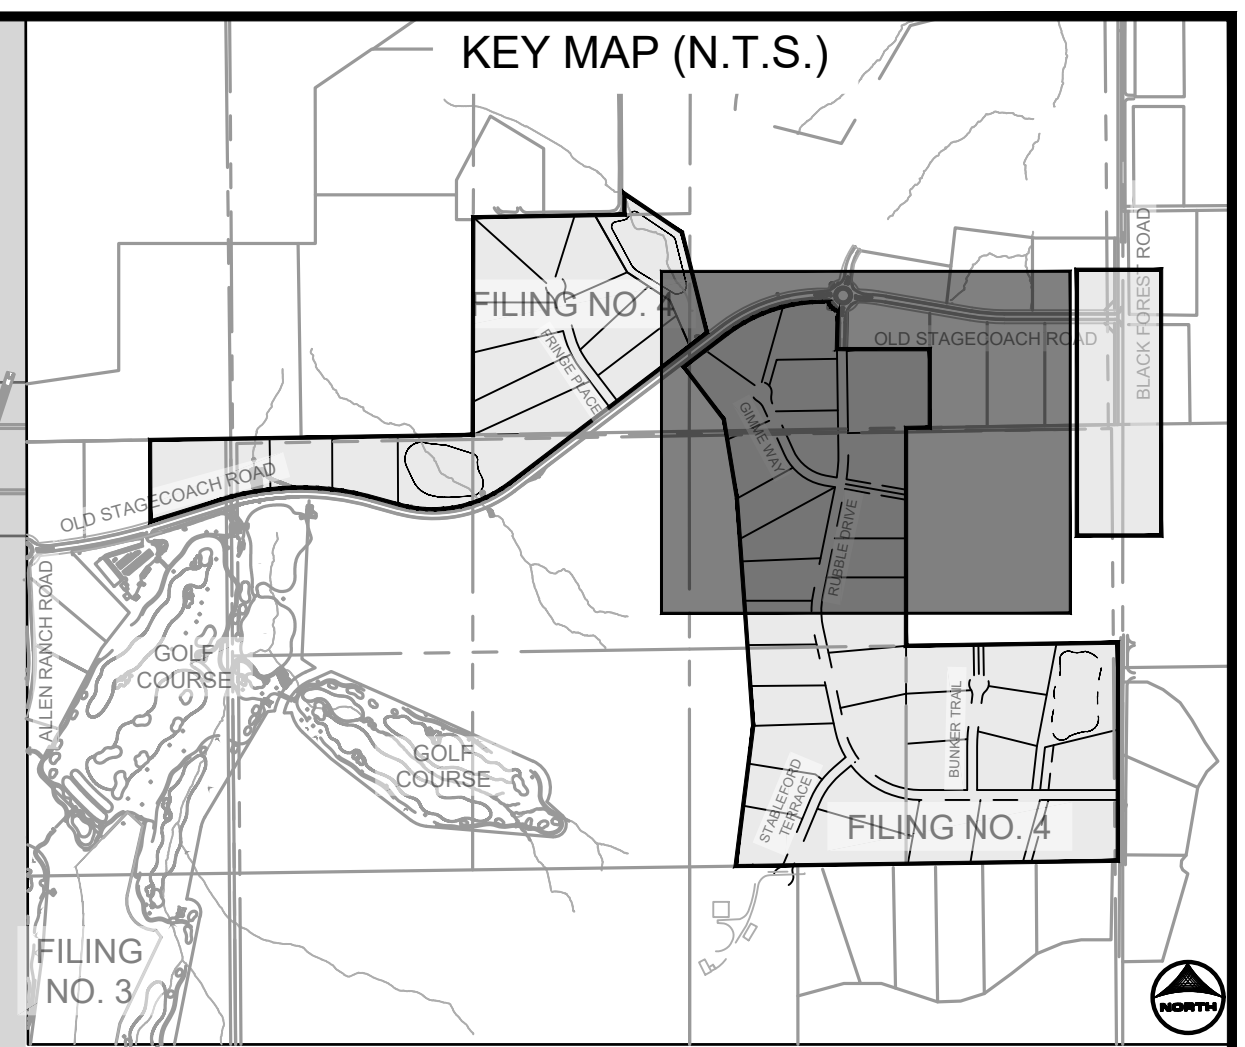 KEY MAP (N.T.S.)
BLACK FOREST ROAD
FILING NO. 4
OLD STAGECOACH ROAD
FRINGE PLACE
GIMME WAY
OLD STAGECOACH ROAD
RUBBLE DRIVE
ALLEN RANCH ROAD
GOLF
COURSE
BUNKER TRAIL
GOLF
COURSE
STABLEFORD
TERRACE
FILING NO. 4
FILING
NO. 3
NORTH